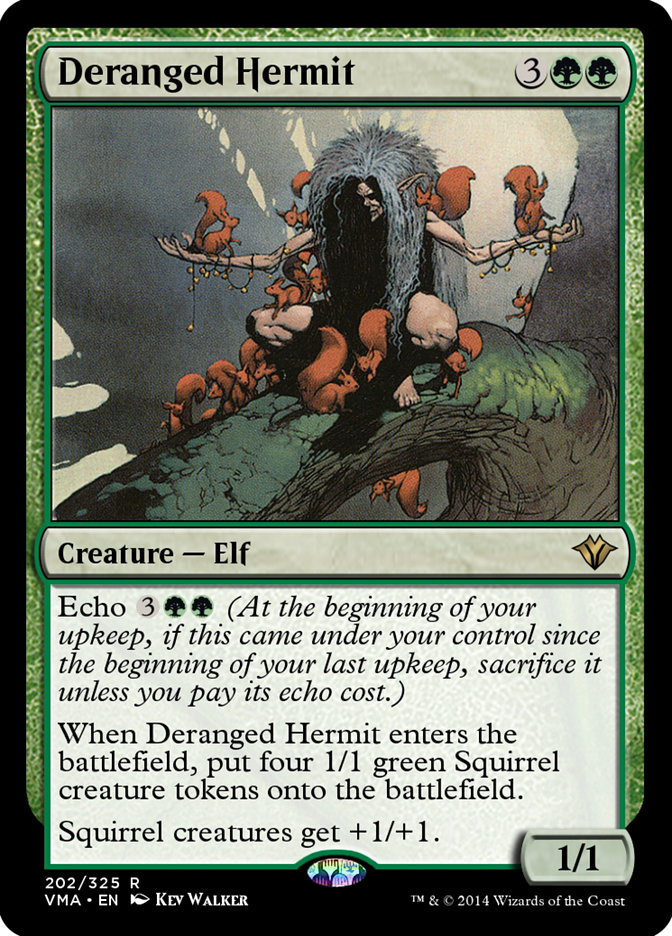 Deranged Hermit 3
Creature — Elf
Echo 3 (At the beginning of your
upkeep, if this came under your control since
the beginning of your last upkeep, sacrifice it
unless you pay its echo cost.)
When Deranged Hermit enters the
battlefield, put four 1/1 green Squirrel
creature tokens onto the battlefield.
Squirrel creatures get +1/+1.
1/1
202/325 R
VMA • EN Kev Walker
™ & © 2014 Wizards of the Coast